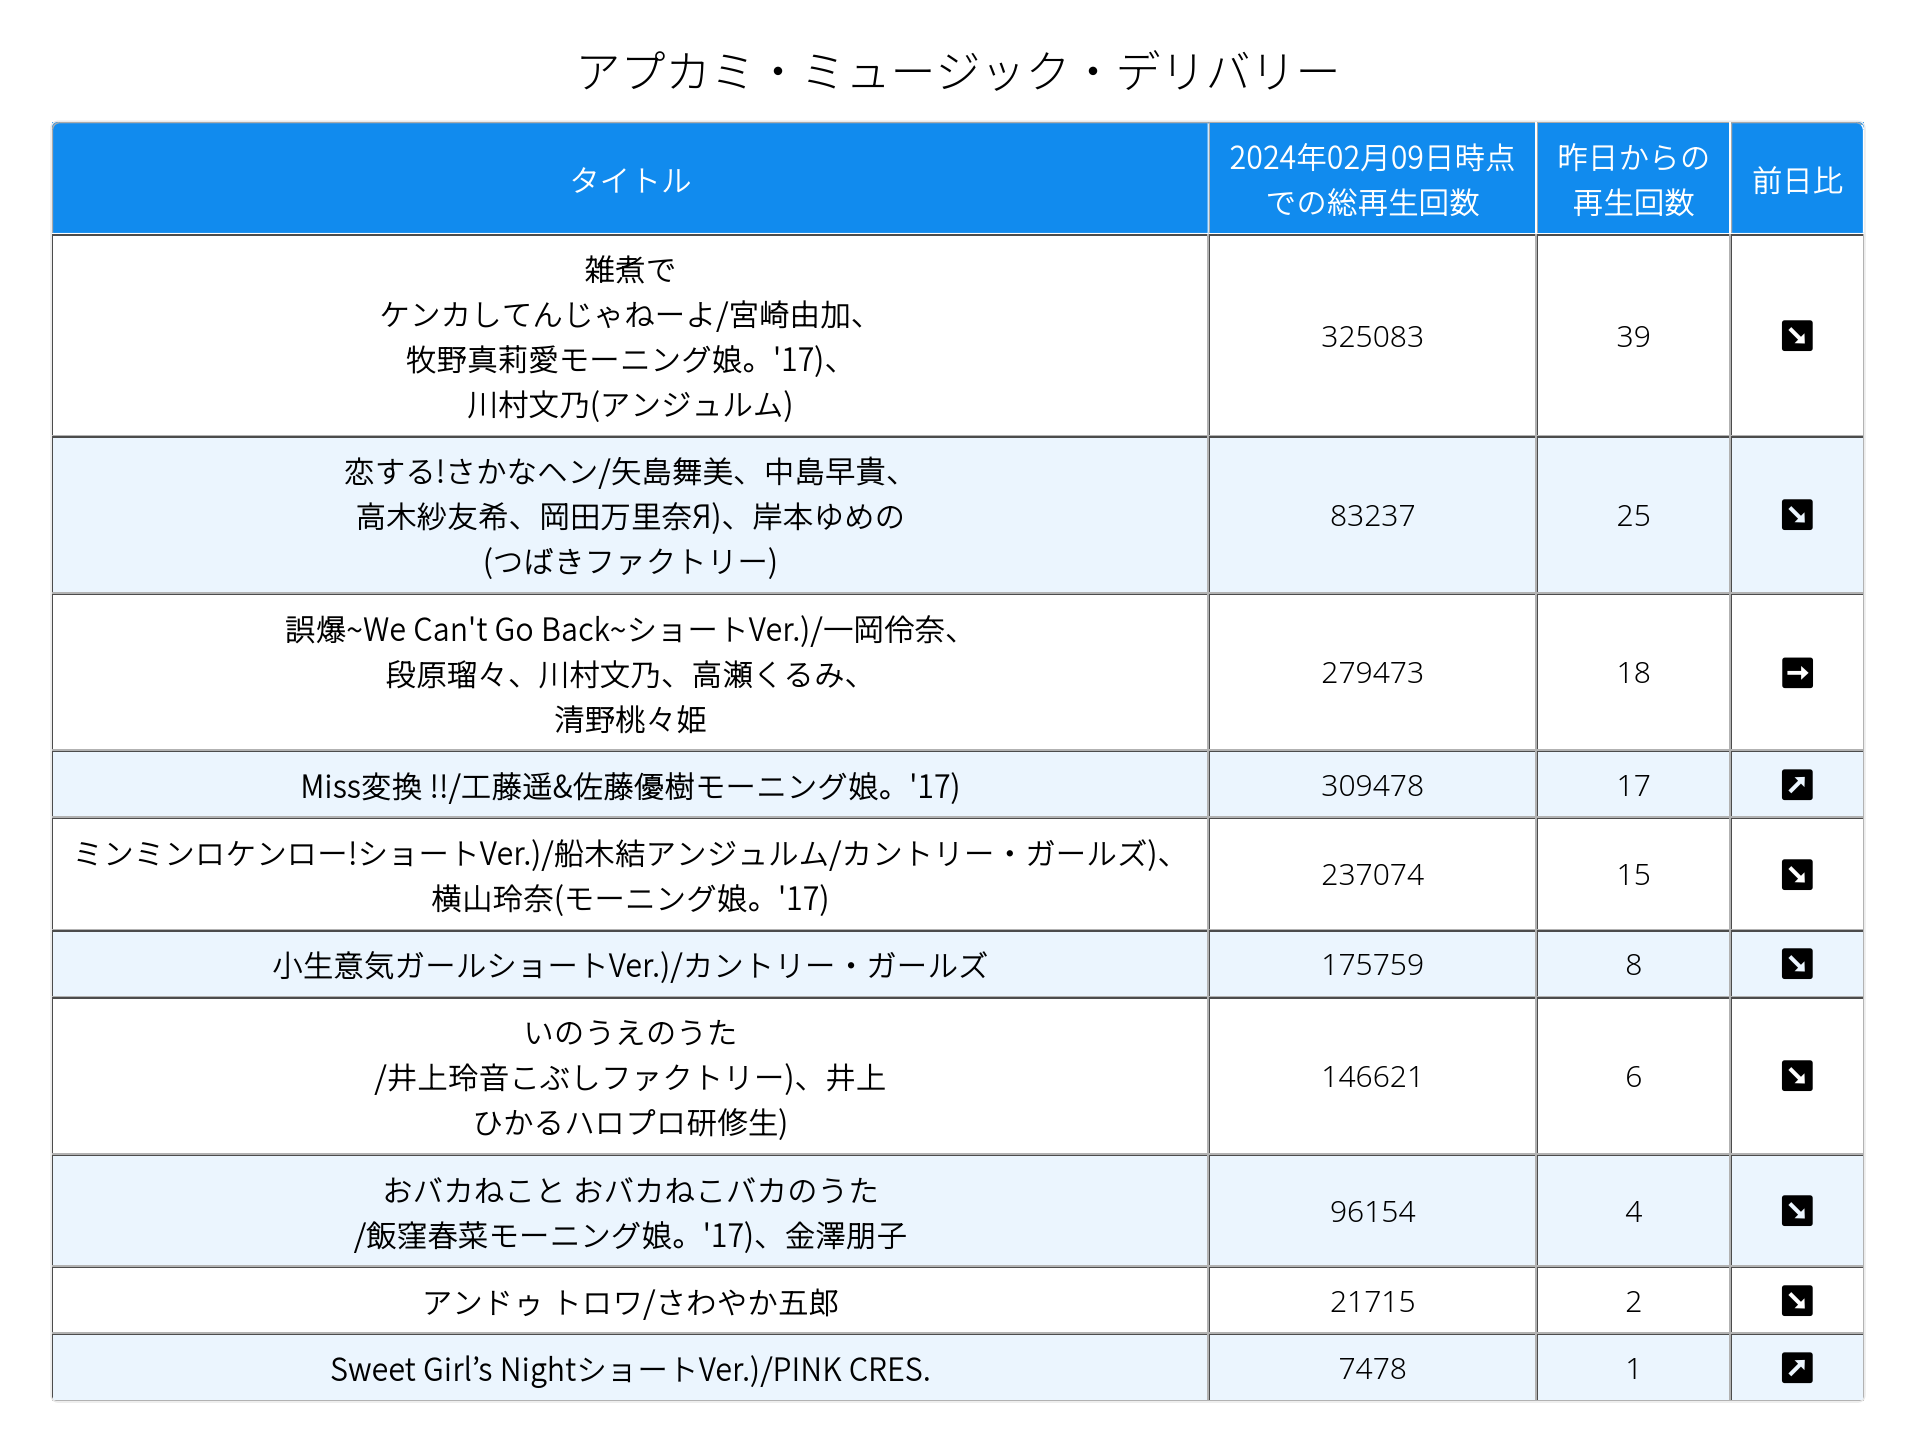 アプカミ・ミュージック・デリバリー
タイトル
2024年02月09日時点
での総再生回数
昨日からの
再生回数
前日比
雑煮で
ケンカしてんじゃねーよ/宮崎由加、
牧野真莉愛モーニング娘。'17)、
川村文乃(アンジュルム)
325083
39
恋する!さかなヘン/矢島舞美、中島早貴、
高木紗友希、岡田万里奈Я)、岸本ゆめの
(つばきファクトリー)
83237
25
誤爆~We Can't Go Back~ショートVer.)/一岡伶奈、
段原瑠々、川村文乃、高瀬くるみ、
清野桃々姫
279473
18
Miss変換 !!/工藤遥&佐藤優樹モーニング娘。'17)
309478
17
ミンミンロケンロー!ショートVer.)/船木結アンジュルム/カントリー・ガールズ)、
横山玲奈(モーニング娘。'17)
237074
15
小生意気ガールショートVer.)/カントリー・ガールズ
175759
8
いのうえのうた
/井上玲音こぶしファクトリー)、井上
ひかるハロプロ研修生)
146621
6
おバカねこと おバカねこバカのうた
/飯窪春菜モーニング娘。'17)、金澤朋子
96154
4
アンドゥ トロワ/さわやか五郎
21715
2
Sweet Girl’s NightショートVer.)/PINK CRES.
7478
1